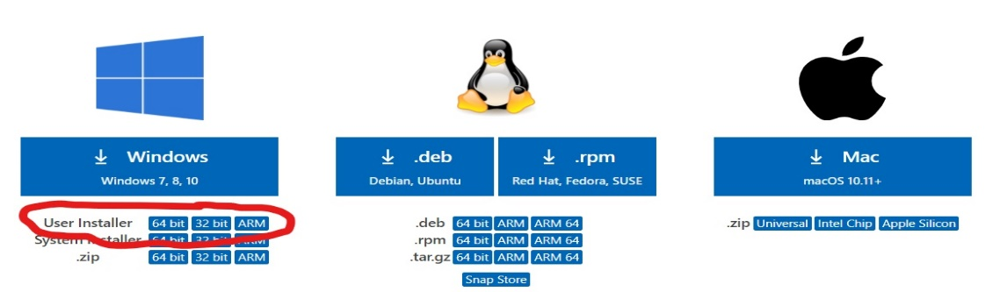 Windows
Windows 7, 8, 10
User Installer 64 bit 32 bit ARM
System Installer 64 bit 32 bit ARM
.zip 64 bit 32 bit ARM
.deb
Debian, Ubuntu
.rpm
Red Hat, Fedora, SUSE
.deb 64 bit ARM ARM 64
.rpm 64 bit ARM ARM 64
.tar.gz 64 bit ARM ARM 64
Snap Store
Mac
macOS 10.11+
.zip Universal Intel Chip Apple Silicon